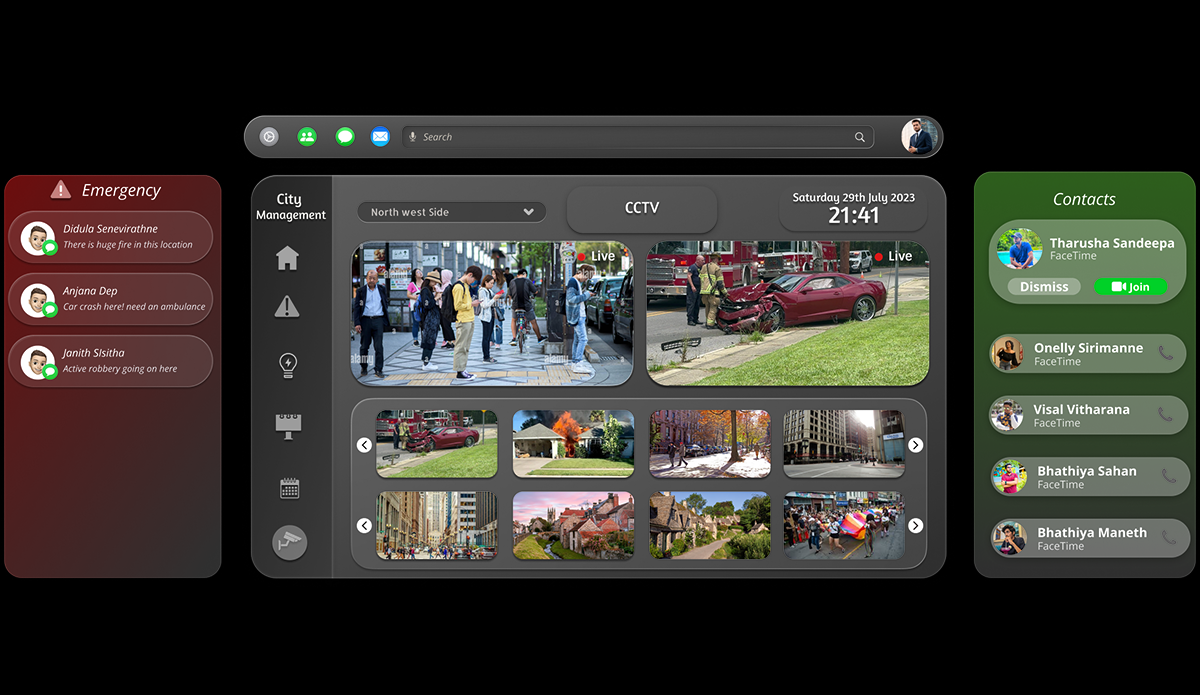 Search
Emergency
Didula Senevirathne
There is huge fire in this location
Anjana Dep
Car crash here! need an ambulance
Janith SIsitha
Active robbery going on here
City
Management
North west Side
CCTV
Saturday 29th July 2023
21:41
Live
Live
alamy
alamy
alamy
Contacts
Tharusha Sandeepa
FaceTime
Dismiss
Join
Onelly Sirimanne
FaceTime
Visal Vitharana
FaceTime
Bhathiya Sahan
FaceTime
Bhathiya Maneth
FaceTime